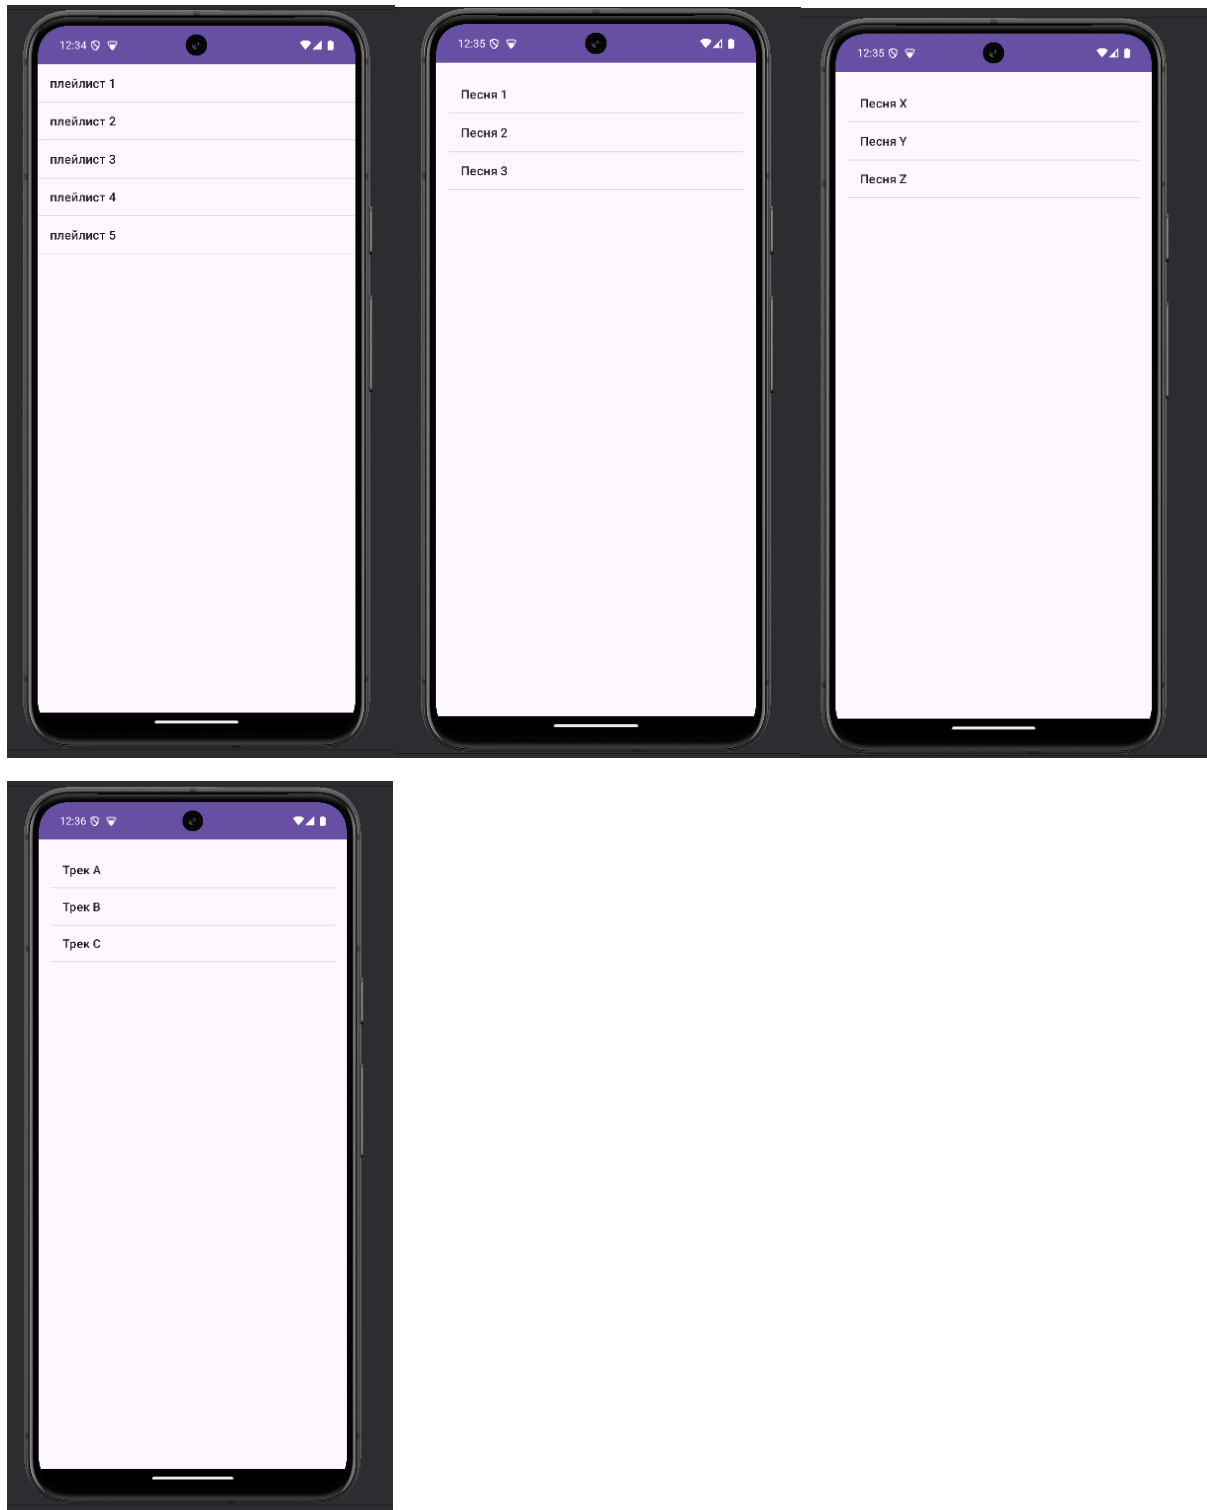 12:34
плейлист 1
плейлист 2
плейлист 3
плейлист 4
плейлист 5
12:35
Песня 1
Песня 2
Песня 3
12:35
Песня X
Песня Y
Песня Z
12:36
Трек A
Трек B
Трек C